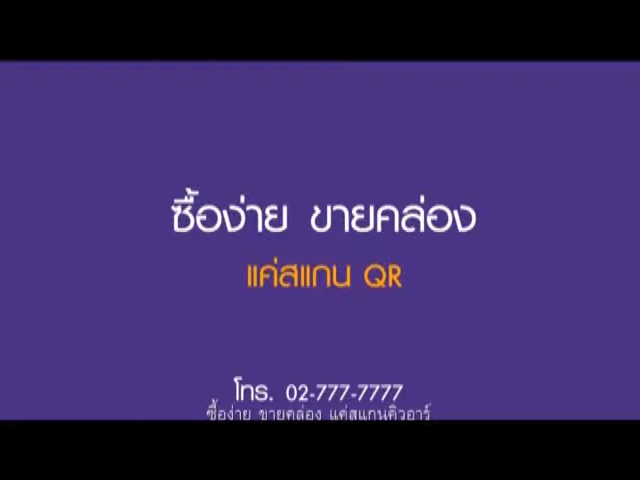 ซื้อง่าย ขายคล่อง
แค่สแกน QR
โทร. 02-777-7777
ซื้อง่าย ขายคล่อง แค่สแกนคิวอาร์